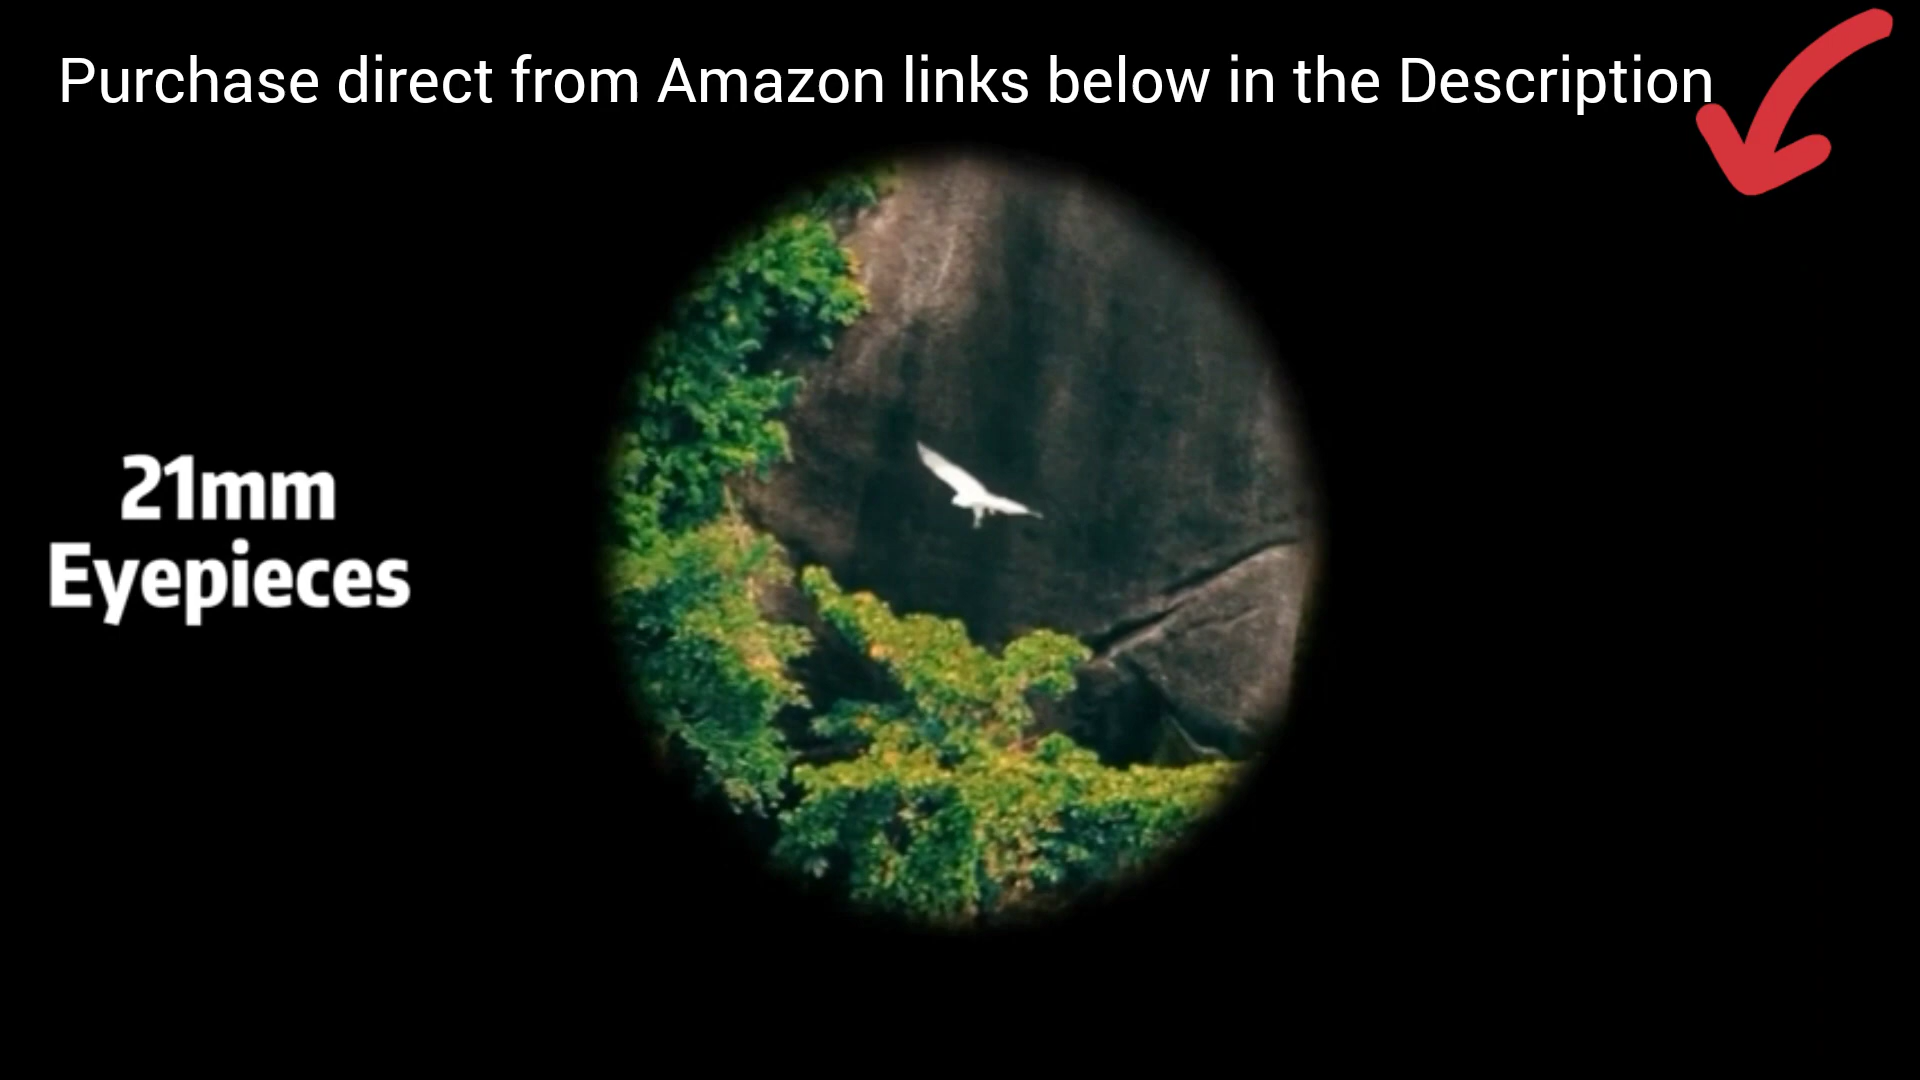 Purchase direct from Amazon links below in the Description
21mm
Eyepieces